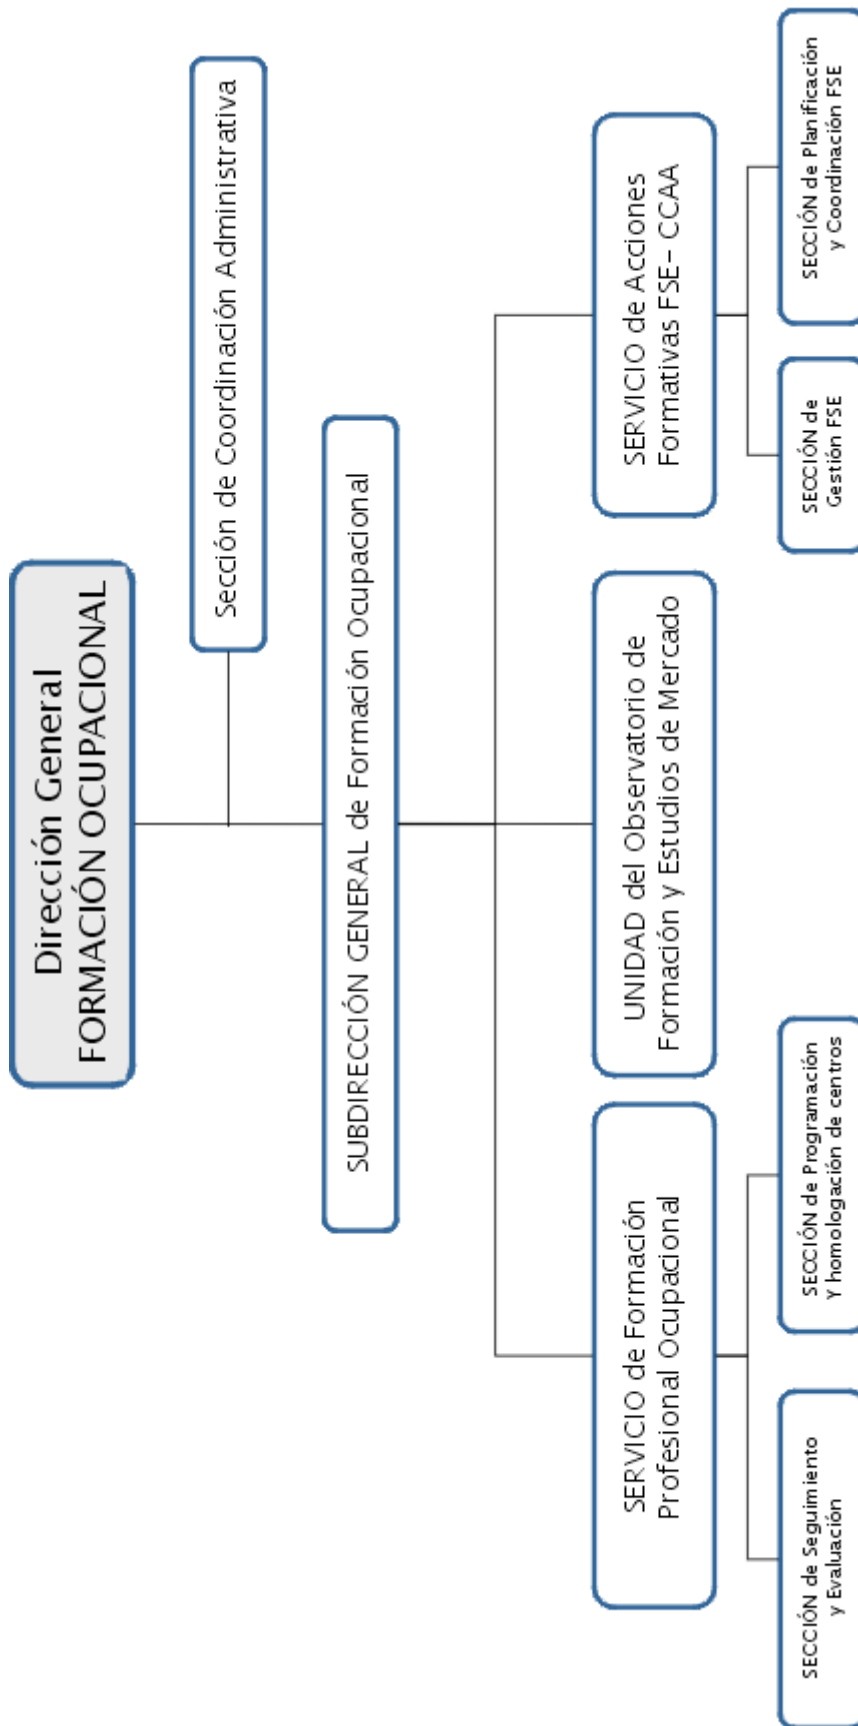 Dirección General
FORMACIÓN OCUPACIONAL
Sección de Coordinación Administrativa
SUBDIRECCIÓN GENERAL de Formación Ocupacional
SERVICIO de Formación
Profesional Ocupacional
UNIDAD del Observatorio de
Formación y Estudios de Mercado
SERVICIO de Acciones
Formativas FSE- CCAA
SECCIÓN de Seguimiento
y Evaluación
SECCIÓN de Programación
Y homologación de centros
SECCIÓN de
Gestión FSE
SECCIÓN de Planificación
y Coordinación FSE